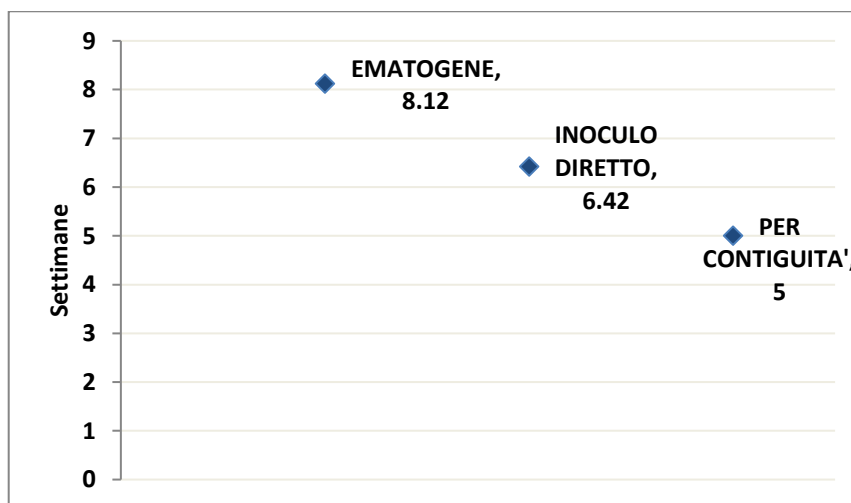 9
8
7
6
5
4
3
2
1
0
Settimane
EMATOGENE,
8.12
INOCULO
DIRETTO,
6.42
PER
CONTIGUITA',
5